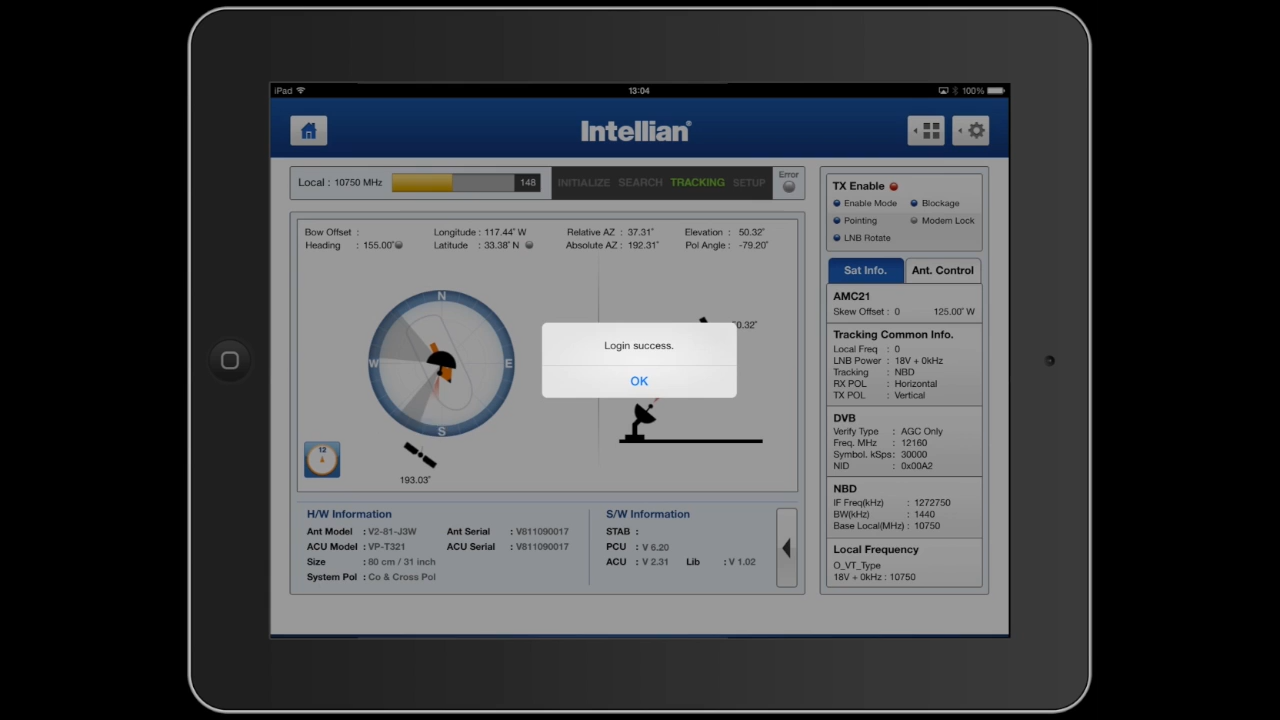 iPad
13:04
100%
Intellian®
Local : 10750 MHz
148
INITIALIZE SEARCH TRACKING SETUP
Error
Bow Offset :
Longitude : 117.44° W
Relative AZ : 37.31°
Elevation : 50.32°
Heading : 155.00°
Latitude : 33.38° N
Absolute AZ : 192.31°
Pol Angle : -79.20°
N
W
E
S
12
193.03°
0.32°
Login success.
OK
H/W Information
Ant Model : V2-81-J3W
Ant Serial : V811090017
ACU Model : VP-T321
ACU Serial : V811090017
Size : 80 cm / 31 inch
System Pol : Co & Cross Pol
S/W Information
STAB :
PCU : V 6.20
ACU : V 2.31 Lib : V 1.02
TX Enable
Enable Mode
Blockage
Pointing
Modem Lock
LNB Rotate
Sat Info.
Ant. Control
AMC21
Skew Offset : 0 125.00° W
Tracking Common Info.
Local Freq : 0
LNB Power : 18V + 0kHz
Tracking : NBD
RX POL : Horizontal
TX POL : Vertical
DVB
Verify Type : AGC Only
Freq. MHz : 12160
Symbol. kSps : 30000
NID : 0x00A2
NBD
IF Freq(kHz) : 1272750
BW(kHz) : 1440
Base Local(MHz) : 10750
Local Frequency
O_VT_Type
18V + 0kHz : 10750